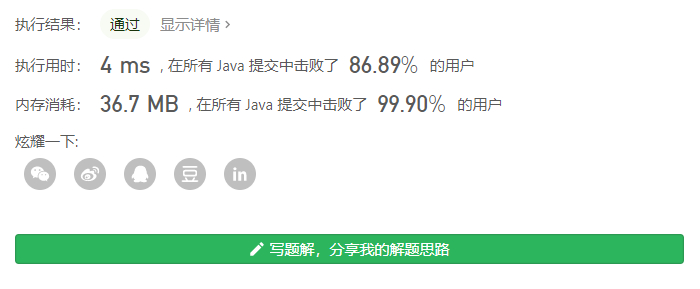 执行结果： 通过 显示详情 >
执行用时： 4 ms , 在所有 Java 提交中击败了 86.89% 的用户
内存消耗： 36.7 MB , 在所有 Java 提交中击败了 99.90% 的用户
炫耀一下:
豆 in
写题解，分享我的解题思路